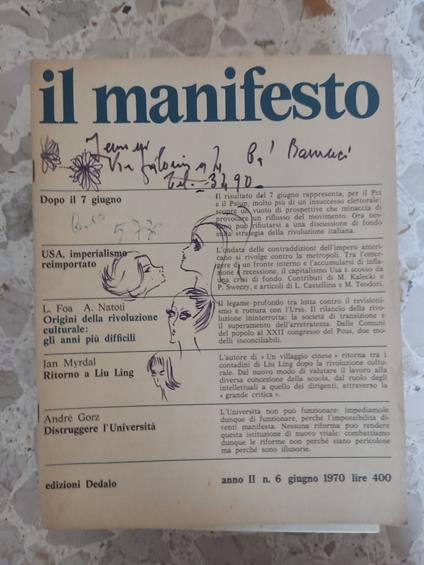 il manifesto
Tel. 3490
Dopo il 7 giugno
Il risultato del 7 giugno rappresenta, per il Pci
e il Psiup, molto più di un insuccesso elettorale:
scopre un vuoto di prospettive che minaccia di
provocare un riflusso del movimento. Ora nes-
suno può rifiutarsi a una discussione di fondo
sulla strategia della rivoluzione italiana.
5770
USA, imperialismo
reimportato
L'ondata delle contraddizioni dell'impero ameri-
cano si rivolge contro la metropoli. Tra l'emer-
gere di un fronte interno e l'accumularsi di infla-
zione e recessione, il capitalismo Usa è scosso da
una crisi di fondo. Contributi di M. Kalecki e
P. Sweezy, e articoli di L. Castellina e M. Teodori.
L. Foa A. Natoli
Origini della rivoluzione
culturale:
gli anni più difficili
Il legame profondo tra lotta contro il revisionis-
mo e rottura con l'Urss. Il rilancio della rivo-
luzione ininterrotta: la società di transizione e
il superamento dell'arretratezza. Dalle Comuni
del popolo al XXII congresso del Pcus, due mo-
delli inconciliabili.
Jan Myrdal
Ritorno a Liu Ling
L'autore di « Un villaggio cinese » ritorna tra i
contadini di Liu Ling dopo la rivoluzione cultu-
rale. Dal nuovo modo di valutare il lavoro alla
diversa concezione della scuola, dal ruolo degli
intellettuali a quello dei dirigenti, attraverso la
« grande critica ».
André Gorz
Distruggere l'Università
L'Università non può funzionare: impediamole
dunque di funzionare, perché l'impossibilità di-
venti manifesta. Nessuna riforma può rendere
questa istituzione di nuovo vitale: combattiamo
dunque le riforme non perché siano pericolose
ma perché sono illusorie.
edizioni Dedalo
anno II n. 6 giugno 1970 lire 400